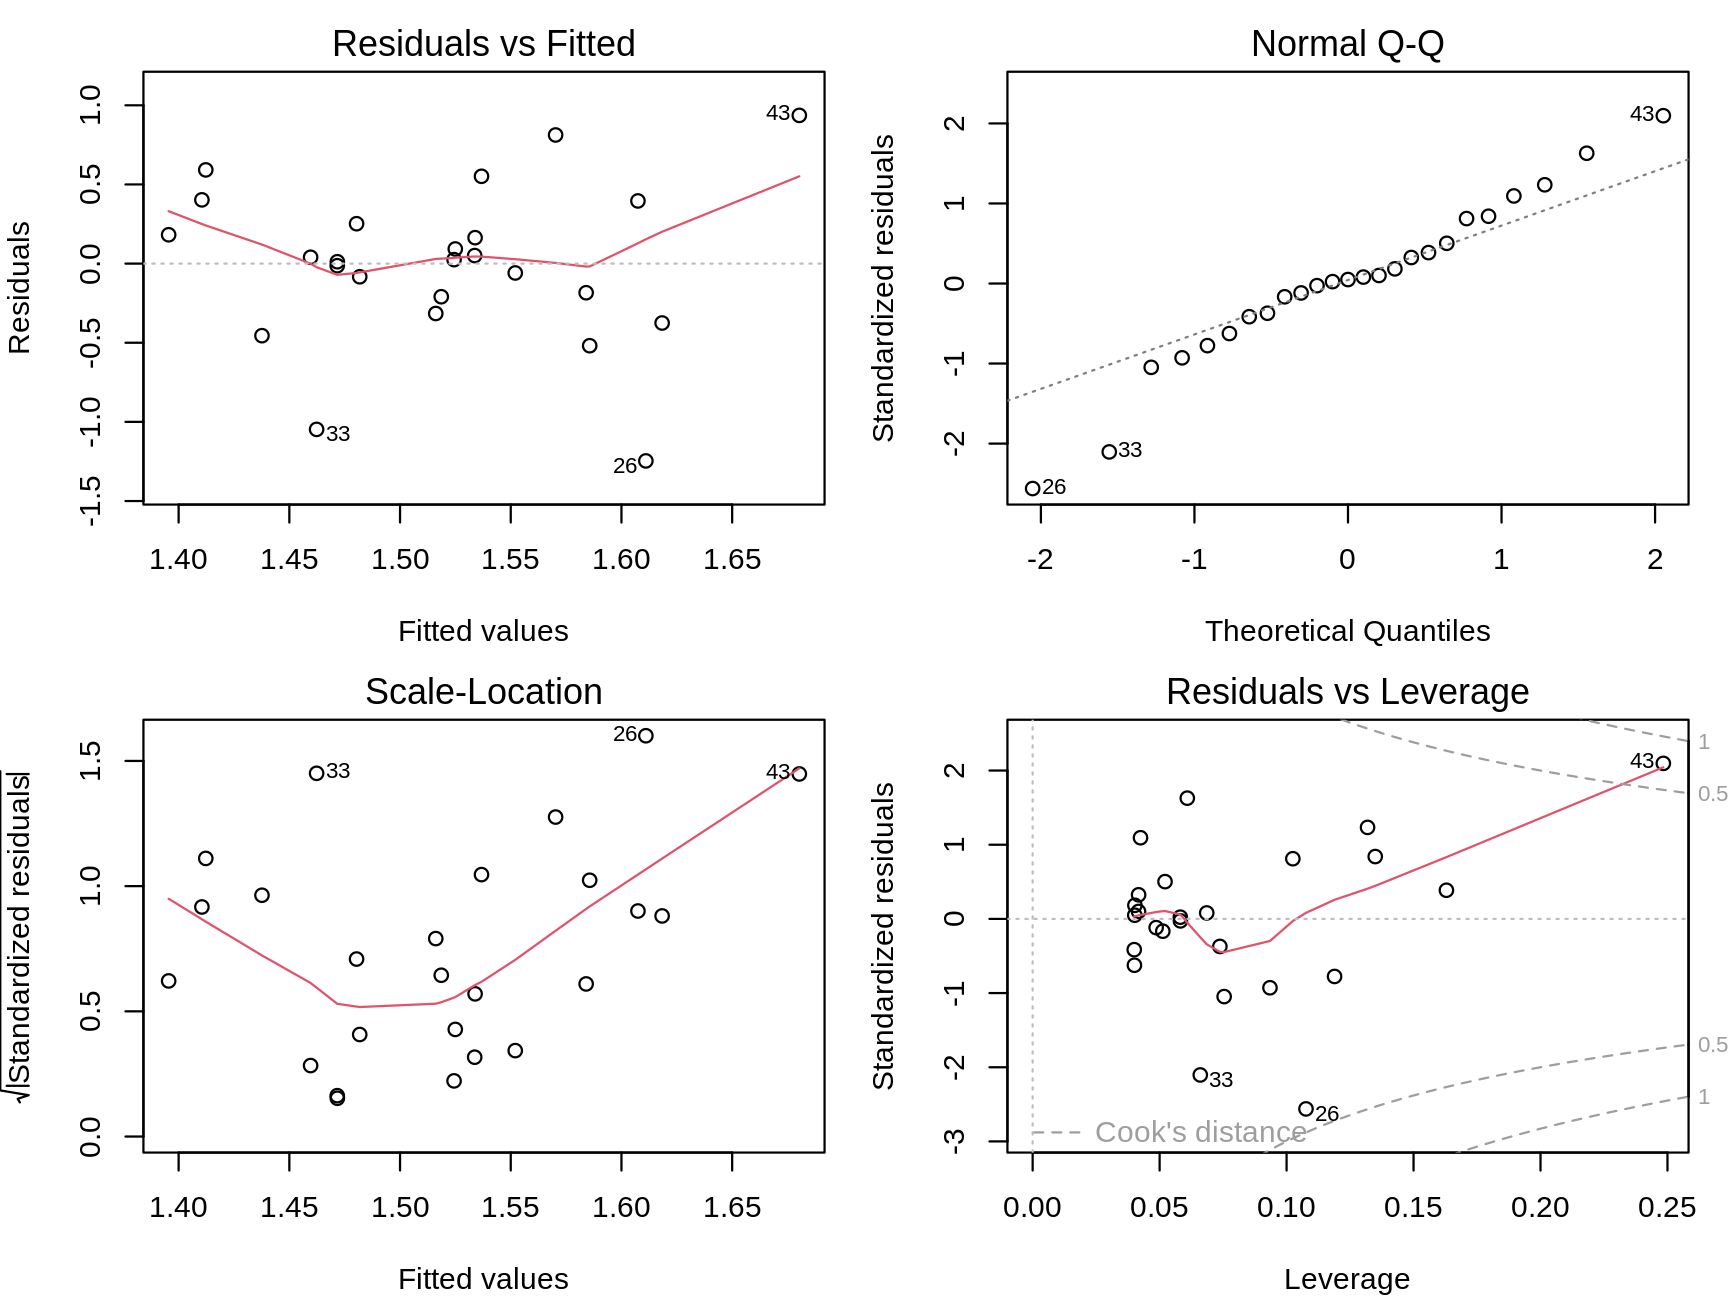 Residuals vs Fitted
Residuals
1.0
0.5
0.0
-0.5
-1.0
-1.5
43
33
26
1.40 1.45 1.50 1.55 1.60 1.65
Fitted values
Normal Q-Q
Standardized residuals
2
1
0
-1
-2
43
33
26
-2 -1 0 1 2
Theoretical Quantiles
Scale-Location
√|Standardized residuals|
1.5
1.0
0.5
0.0
26
33
43
1.40 1.45 1.50 1.55 1.60 1.65
Fitted values
Residuals vs Leverage
Standardized residuals
2
1
0
-1
-2
-3
1
43
0.5
0.5
33
1
26
Cook's distance
0.00 0.05 0.10 0.15 0.20 0.25
Leverage